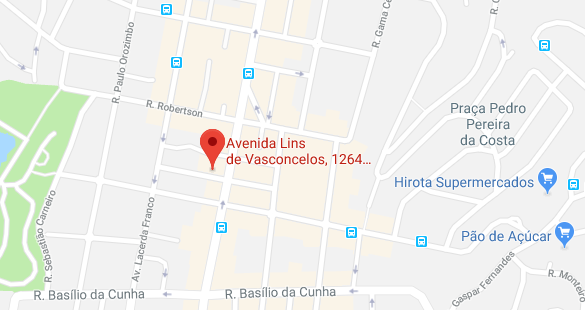 R. Gama Ce
R. Paulo Orozimbo
R. Robertson
Praça Pedro
Pereira
da Costa
Avenida Lins
de Vasconcelos, 1264...
Hirota Supermercados
R. Sebastião Carneiro
Av. Lacerda Franco
Pão de Açúcar
Gaspar Fernandes
R. Monteiro
R. Basílio da Cunha
R. Basílio da Cunha